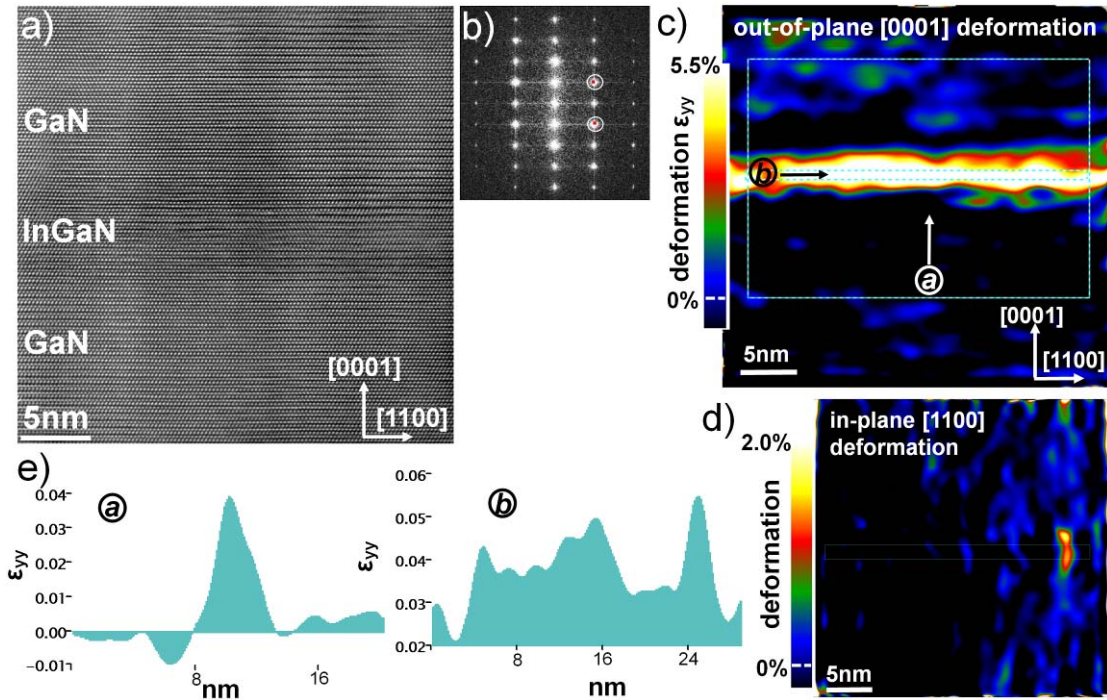 a)
GaN
InGaN
GaN
[0001]
[1100]
5nm
b)
c)
out-of-plane [0001] deformation
5.5%
deformation εyy
0%
b
a
[0001]
[1100]
5nm
d)
2.0%
in-plane [1100]
deformation
deformation
0%
5nm
e)
a
εyy
0.04
0.03
0.02
0.01
0.00
−0.01
8
16
nm
b
εyy
0.06
0.05
0.04
0.03
0.02
8
16
24
nm